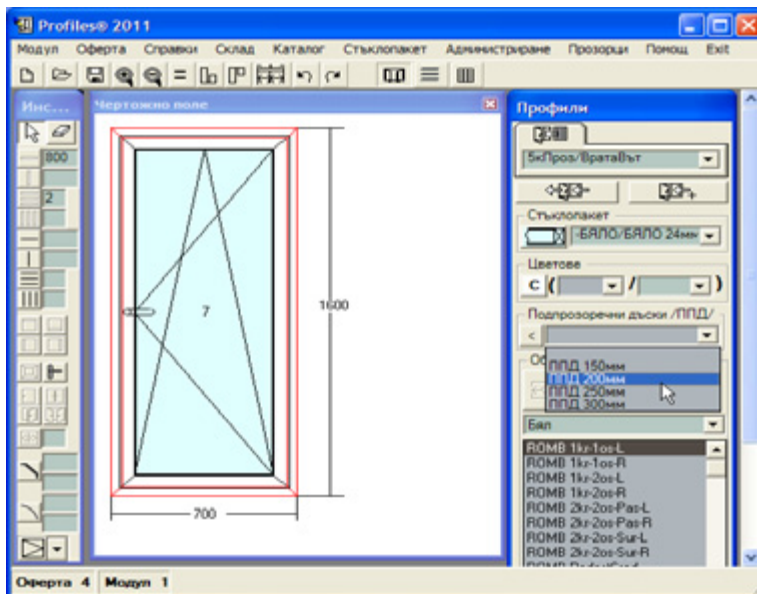 Profiles® 2011
Модул Оферта Справки Склад Каталог Стъклопакет Администриране Прозорци Помощ Exit
Инс...
Чертожно поле
Профили
800
2
5кПроз/ВратаВът
Стъклопакет
-БЯЛО/БЯЛО 24мм
Цветове
C ( / )
Подпрозоречни дъски /ППД/
<
Об
ППД 150мм
ППД 200мм
ППД 250мм
ППД 300мм
Бял
ROMB 1kr-1os-L
ROMB 1kr-1os-R
ROMB 1kr-2os-L
ROMB 1kr-2os-R
ROMB 2kr-2os-Pas-L
ROMB 2kr-2os-Pas-R
ROMB 2kr-2os-Sur-L
ROMB 2kr-2os-Sur-R
7
1600
700
Оферта 4 Модул 1